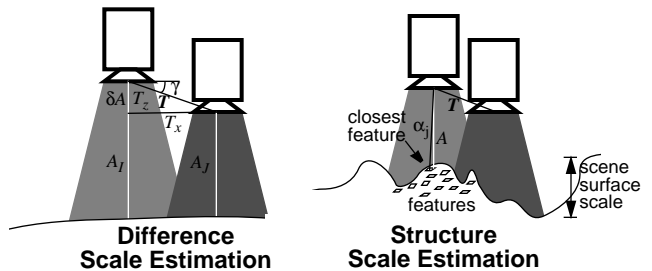 γ
δA T_z T
T_x
A_I A_J
Difference
Scale Estimation
T
closest
feature
α_j A
features
scene
surface
scale
Structure
Scale Estimation